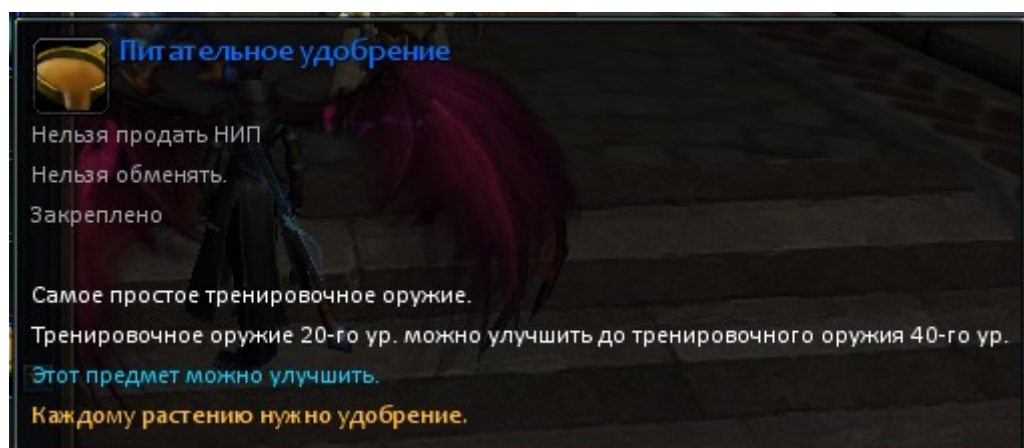 Питательное удобрение
Нельзя продать НИП
Нельзя обменять.
Закреплено
Самое простое тренировочное оружие.
Тренировочное оружие 20-го ур. можно улучшить до тренировочного оружия 40-го ур.
Этот предмет можно улучшить.
Каждому растению нужно удобрение.